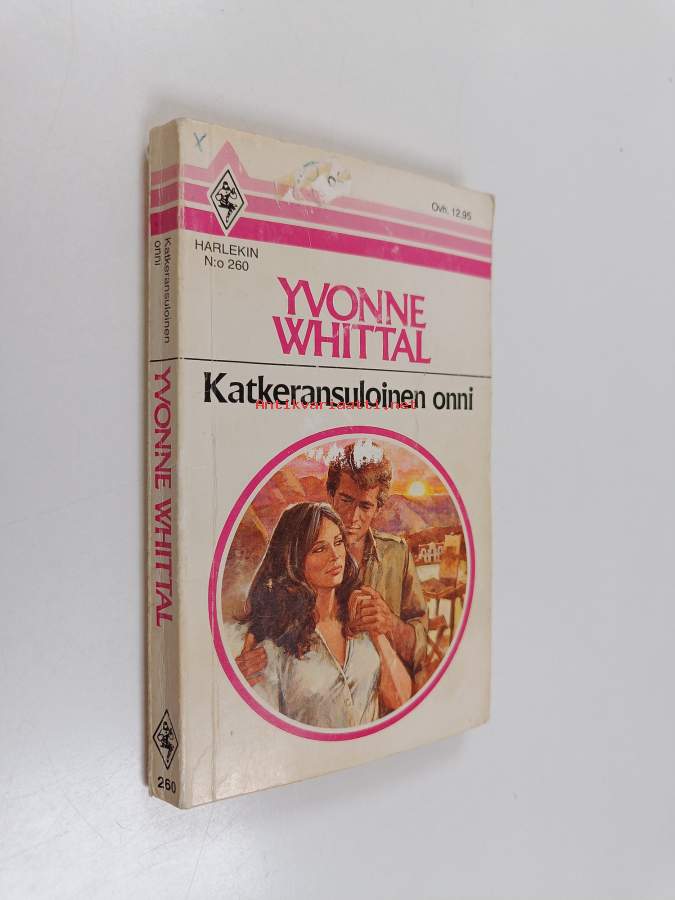 x
Ovh. 12,95
HARLEKIN
N:o 260
YVONNE
WHITTAL
Katkeransuloinen onni
Antikvariaatti.net
Katkeransuloinen
onni
YVONNE WHITTAL
260